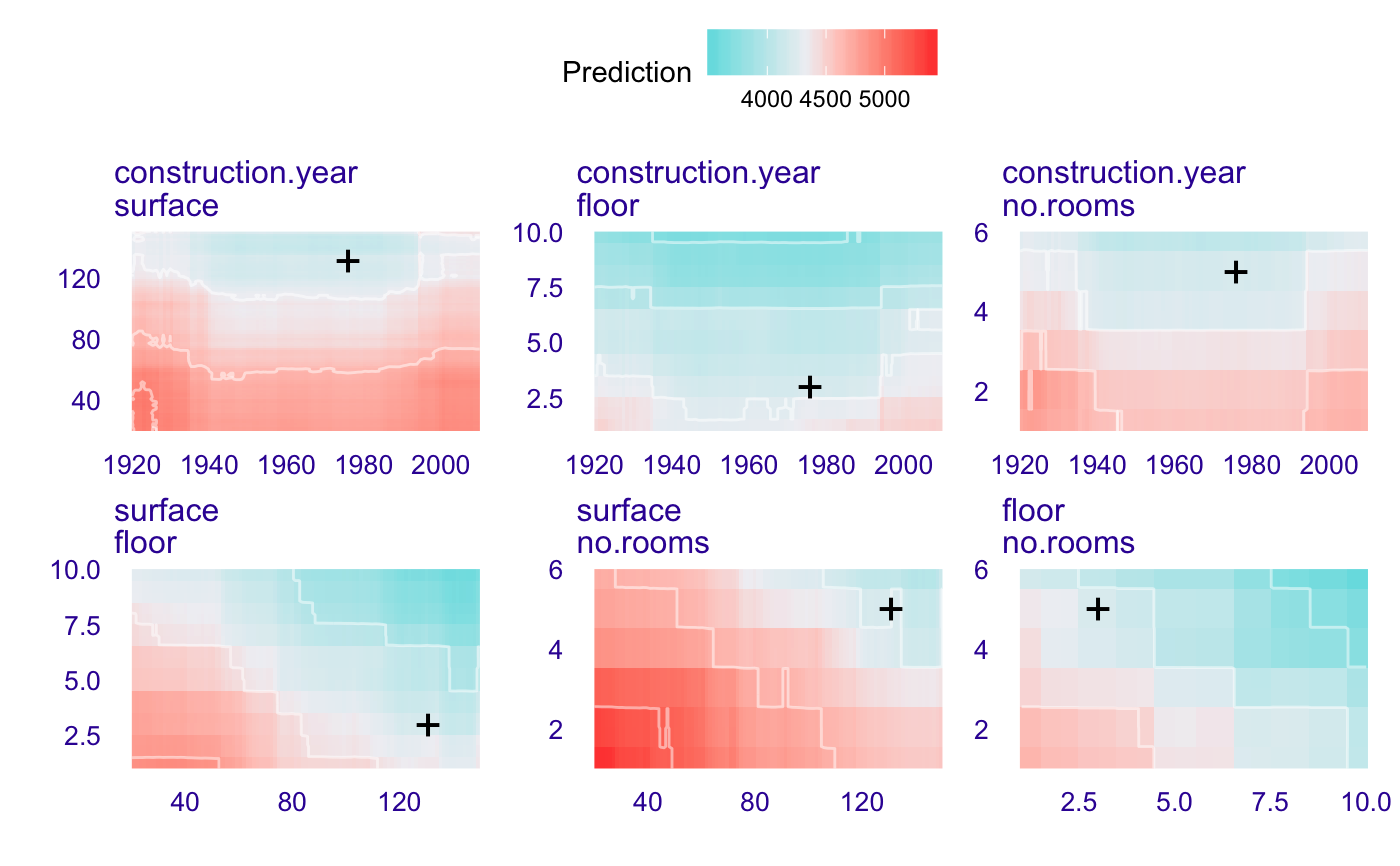 Prediction
4000 4500 5000
construction.year
surface
120
80
40
1920 1940 1960 1980 2000
construction.year
floor
10.0
7.5
5.0
2.5
1920 1940 1960 1980 2000
construction.year
no.rooms
6
4
2
1920 1940 1960 1980 2000
surface
floor
10.0
7.5
5.0
2.5
40 80 120
surface
no.rooms
6
4
2
40 80 120
floor
no.rooms
6
4
2
2.5 5.0 7.5 10.0